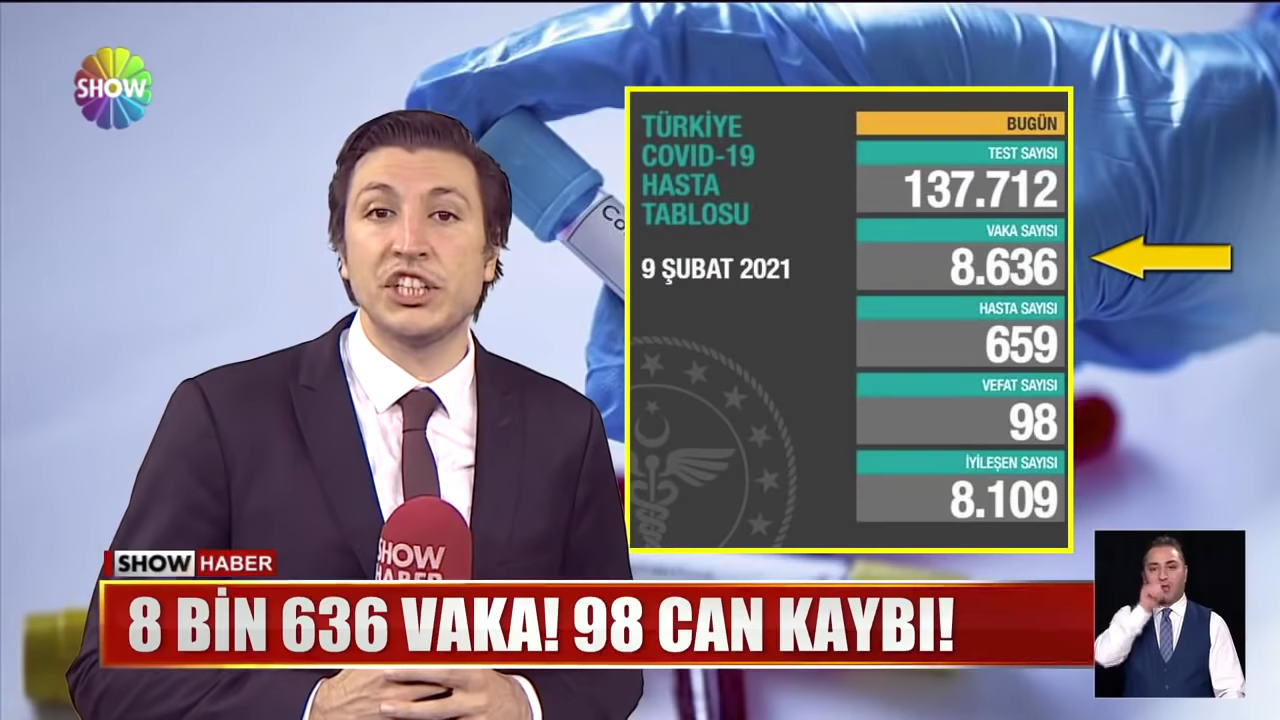 SHOW
TÜRKİYE
COVID-19
HASTA
TABLOSU
9 ŞUBAT 2021
BUGÜN
TEST SAYISI
137.712
VAKA SAYISI
8.636
HASTA SAYISI
659
VEFAT SAYISI
98
İYİLEŞEN SAYISI
8.109
SHOW
HABER
SHOW HABER
8 BİN 636 VAKA! 98 CAN KAYBI!